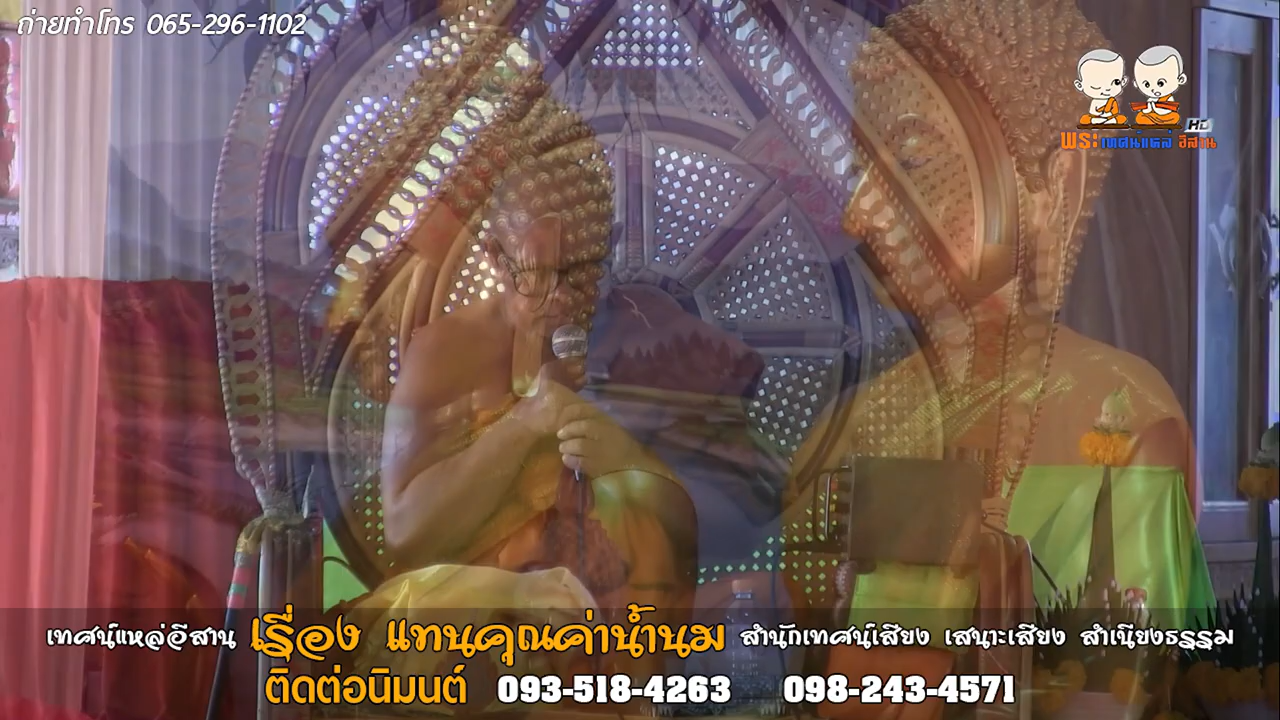 ถ่ายทำโทร 065-296-1102
HD
พระเทศน์แหล่ อีสาน
เทศน์แหล่อีสาน เรื่อง แทนคุณค่าน้ำนม สำนักเทศน์เสียง เสนาะเสียง สำเนียงธรรม
ติดต่อนิมนต์ 093-518-4263 098-243-4571